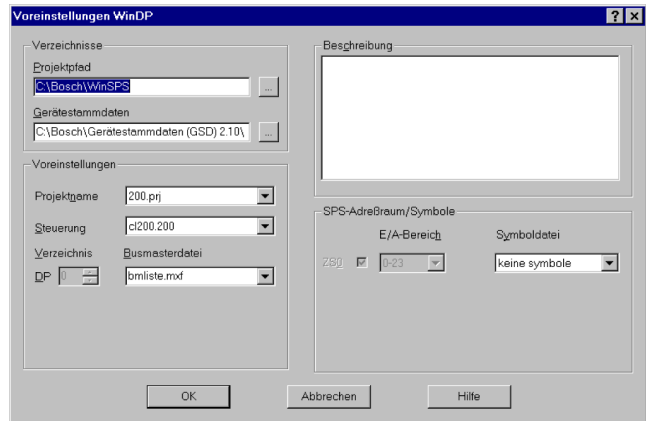 Voreinstellungen WinDP
Verzeichnisse
Projektpfad
C:\Bosch\WinSPS
...
Gerätestammdaten
C:\Bosch\Gerätestammdaten (GSD) 2.10\
...
Voreinstellungen
Projektname
200.prj
Steuerung
cl200.200
Verzeichnis
Busmasterdatei
DP
0
bmliste.mxf
Beschreibung
SPS-Adreßraum/Symbole
E/A-Bereich
Symboldatei
ZS0
0-23
keine symbole
OK
Abbrechen
Hilfe